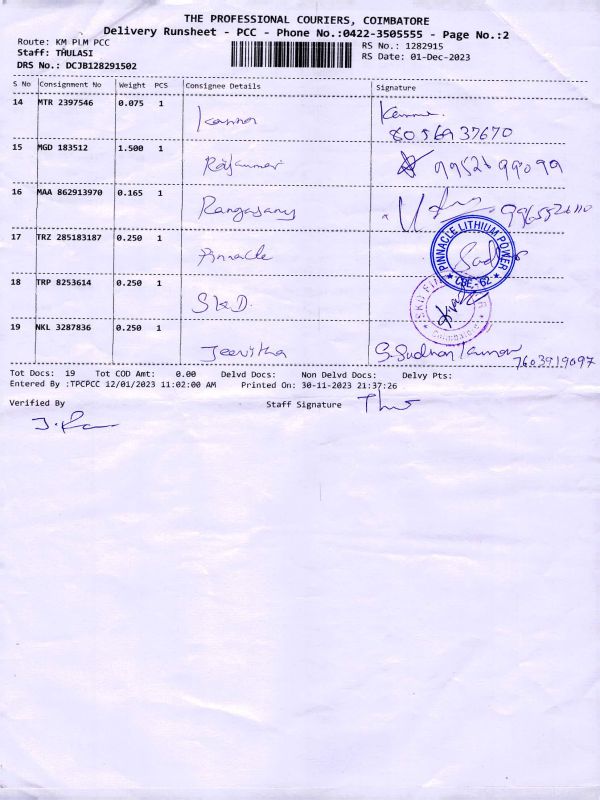 THE PROFESSIONAL COURIERS, COIMBATORE
Delivery Runsheet - PCC - Phone No.:0422-3505555 - Page No.:2
Route: KM PLM PCC
RS No.: 1282915
Staff: THULASI
RS Date: 01-Dec-2023
DRS No.: DCJB128291502
S No Consignment No Weight PCS Consignee Details Signature
14 MTR 2397546 0.075 1 Kannan
8056937670
15 MGD 183512 1.500 1 Rajkumar 9952699099
16 MAA 862913970 0.165 1 Rangasamy
17 TRZ 285183187 0.250 1 Pinnacle
PINNACLE LITHIUM POWER
CBE-62
18 TRP 8253614 0.250 1 SKD
SKD
Coimbatore
19 NKL 3287836 0.250 1 Jeevitha 7603919097
Tot Docs: 19 Tot COD Amt: 0.00 Delvd Docs: Non Delvd Docs: Delvy Pts:
Entered By :TPCPCC 12/01/2023 11:02:00 AM Printed On: 30-11-2023 21:37:26
Verified By Staff Signature